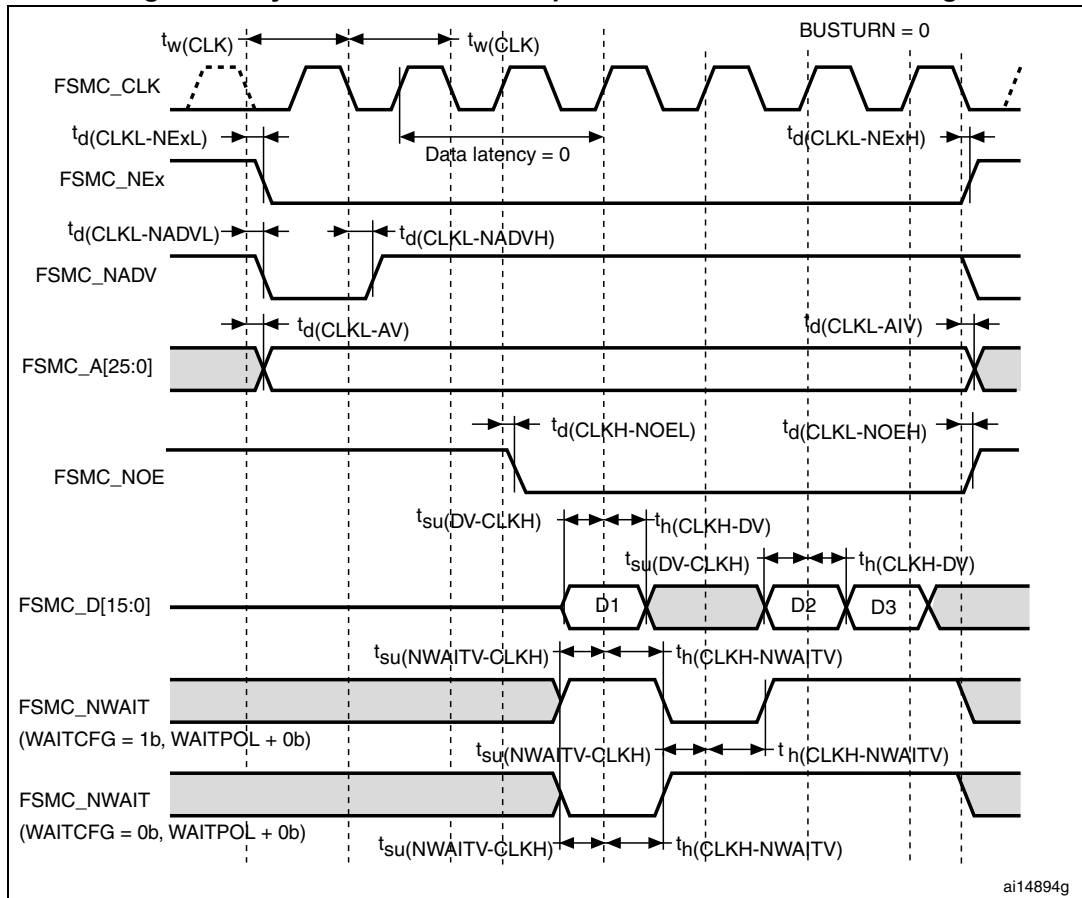 BUSTURN = 0
tw(CLK) tw(CLK)
FSMC_CLK
td(CLKL-NExL) Data latency = 0 td(CLKL-NExH)
FSMC_NEx
td(CLKL-NADVL) td(CLKL-NADVH)
FSMC_NADV
td(CLKL-AV) td(CLKL-AIV)
FSMC_A[25:0]
td(CLKH-NOEL) td(CLKL-NOEH)
FSMC_NOE
tsu(DV-CLKH) th(CLKH-DV)
tsu(DV-CLKH) th(CLKH-DV)
FSMC_D[15:0] D1 D2 D3
tsu(NWAITV-CLKH) th(CLKH-NWAITV)
FSMC_NWAIT
(WAITCFG = 1b, WAITPOL + 0b)
tsu(NWAITV-CLKH) th(CLKH-NWAITV)
FSMC_NWAIT
(WAITCFG = 0b, WAITPOL + 0b)
tsu(NWAITV-CLKH) th(CLKH-NWAITV)
ai14894g